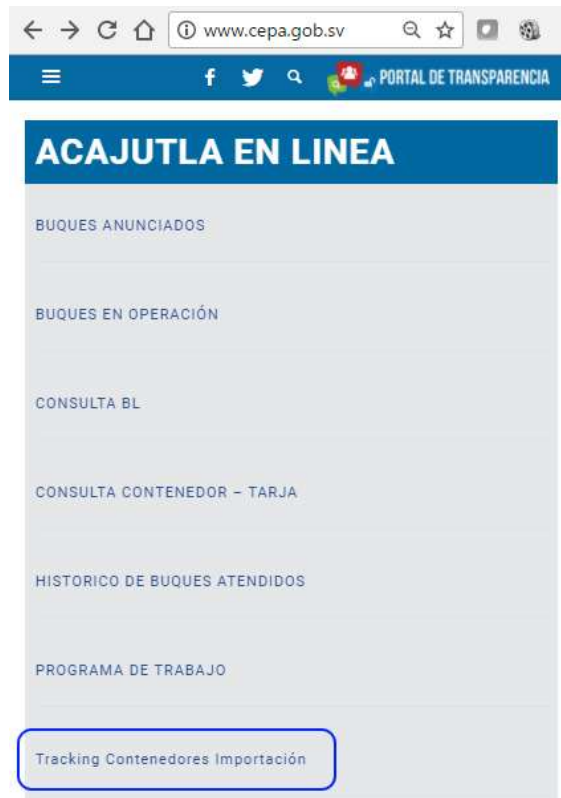 www.cepa.gob.sv
PORTAL DE TRANSPARENCIA
ACAJUTLA EN LINEA
BUQUES ANUNCIADOS
BUQUES EN OPERACIÓN
CONSULTA BL
CONSULTA CONTENEDOR – TARJA
HISTORICO DE BUQUES ATENDIDOS
PROGRAMA DE TRABAJO
Tracking Contenedores Importación